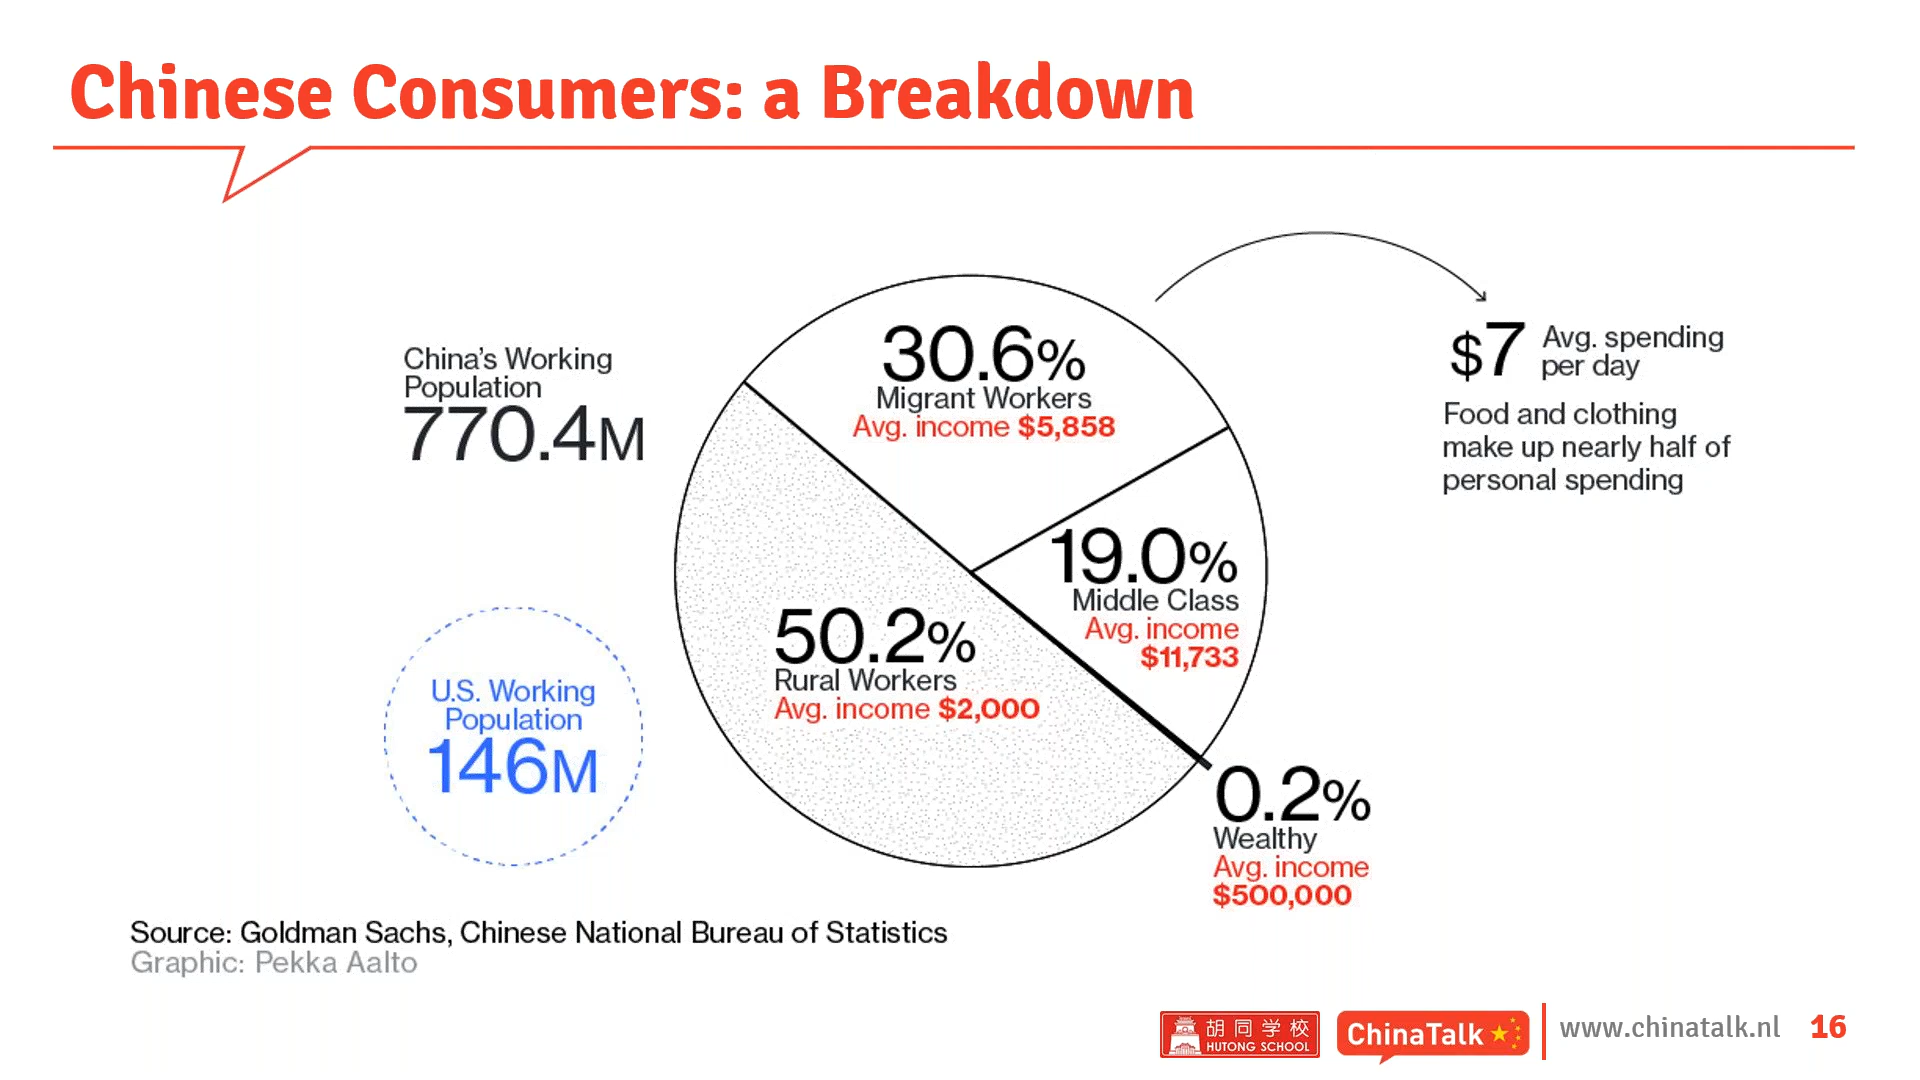 Chinese Consumers: a Breakdown
China's Working
Population
770.4M
30.6%
Migrant Workers
Avg. income $5,858
$7 Avg. spending
per day
Food and clothing
make up nearly half of
personal spending
19.0%
Middle Class
Avg. income
$11,733
50.2%
Rural Workers
Avg. income $2,000
U.S. Working
Population
146M
0.2%
Wealthy
Avg. income
$500,000
Source: Goldman Sachs, Chinese National Bureau of Statistics
Graphic: Pekka Aalto
胡同学校
HUTONG SCHOOL
ChinaTalk
www.chinatalk.nl
16